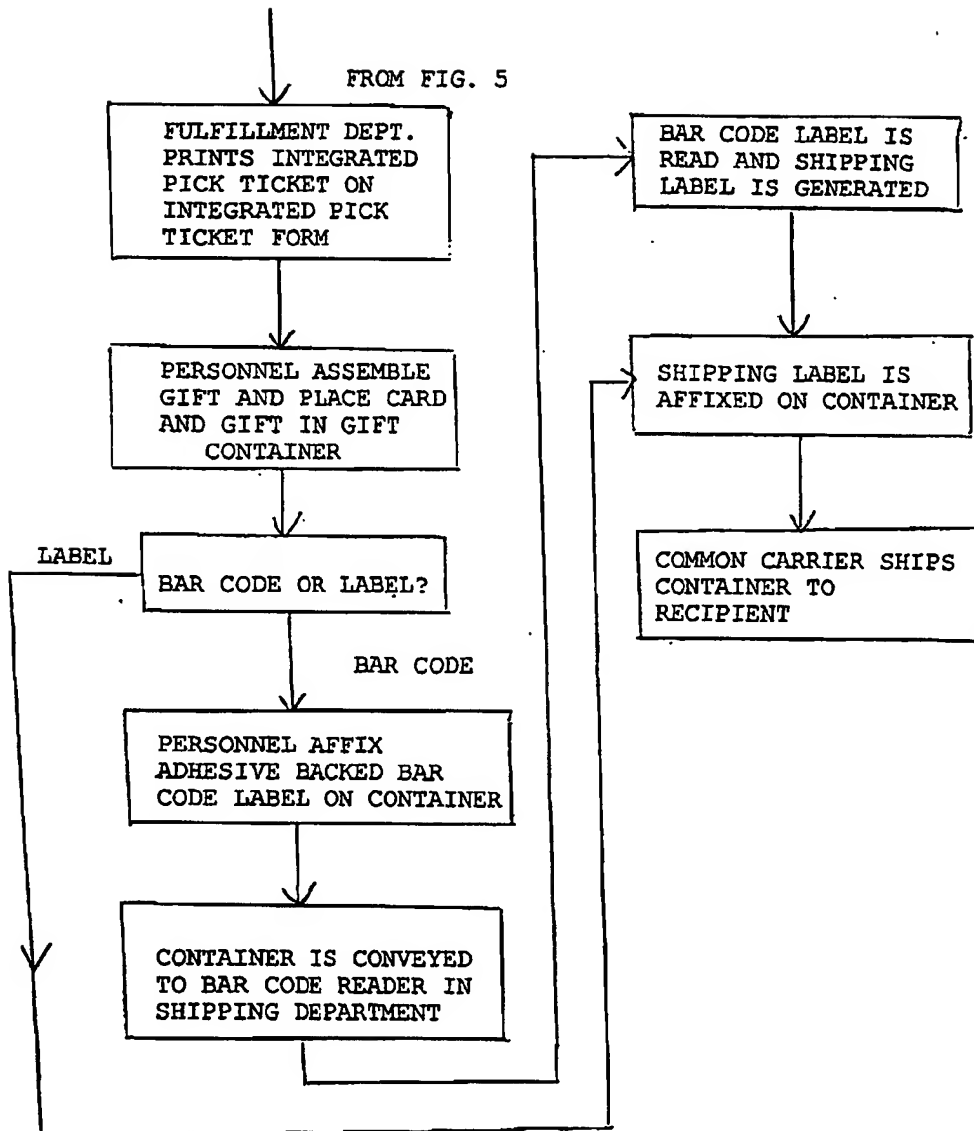 FROM FIG. 5
FULFILLMENT DEPT.
PRINTS INTEGRATED
PICK TICKET ON
INTEGRATED PICK
TICKET FORM
PERSONNEL ASSEMBLE
GIFT AND PLACE CARD
AND GIFT IN GIFT
CONTAINER
LABEL
BAR CODE OR LABEL?
BAR CODE
PERSONNEL AFFIX
ADHESIVE BACKED BAR
CODE LABEL ON CONTAINER
CONTAINER IS CONVEYED
TO BAR CODE READER IN
SHIPPING DEPARTMENT
BAR CODE LABEL IS
READ AND SHIPPING
LABEL IS GENERATED
SHIPPING LABEL IS
AFFIXED ON CONTAINER
COMMON CARRIER SHIPS
CONTAINER TO
RECIPIENT